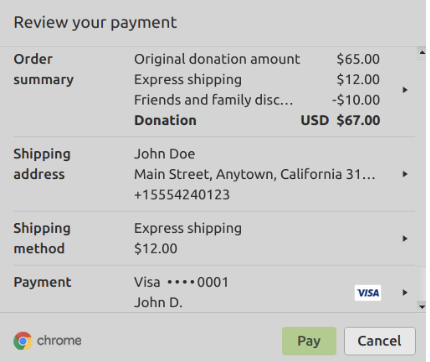 Review your payment
Order summary
Original donation amount $65.00
Express shipping $12.00
Friends and family disc... -$10.00
Donation USD $67.00
Shipping address
John Doe
Main Street, Anytown, California 31...
+15554240123
Shipping method
Express shipping
$12.00
Payment
Visa ••••0001
John D.
VISA
chrome
Pay
Cancel